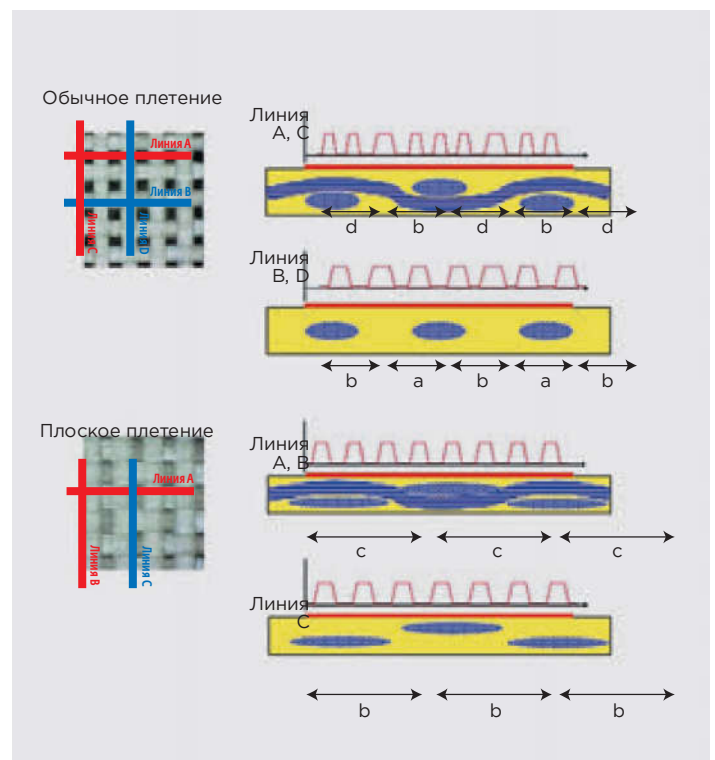 Обычное плетение
Линия A
Линия B
Линия C
Линия D
Линия
A, C
d b d b d
Линия
B, D
b a b a b
Плоское плетение
Линия A
Линия B
Линия C
Линия
A, B
c c c
Линия
C
b b b